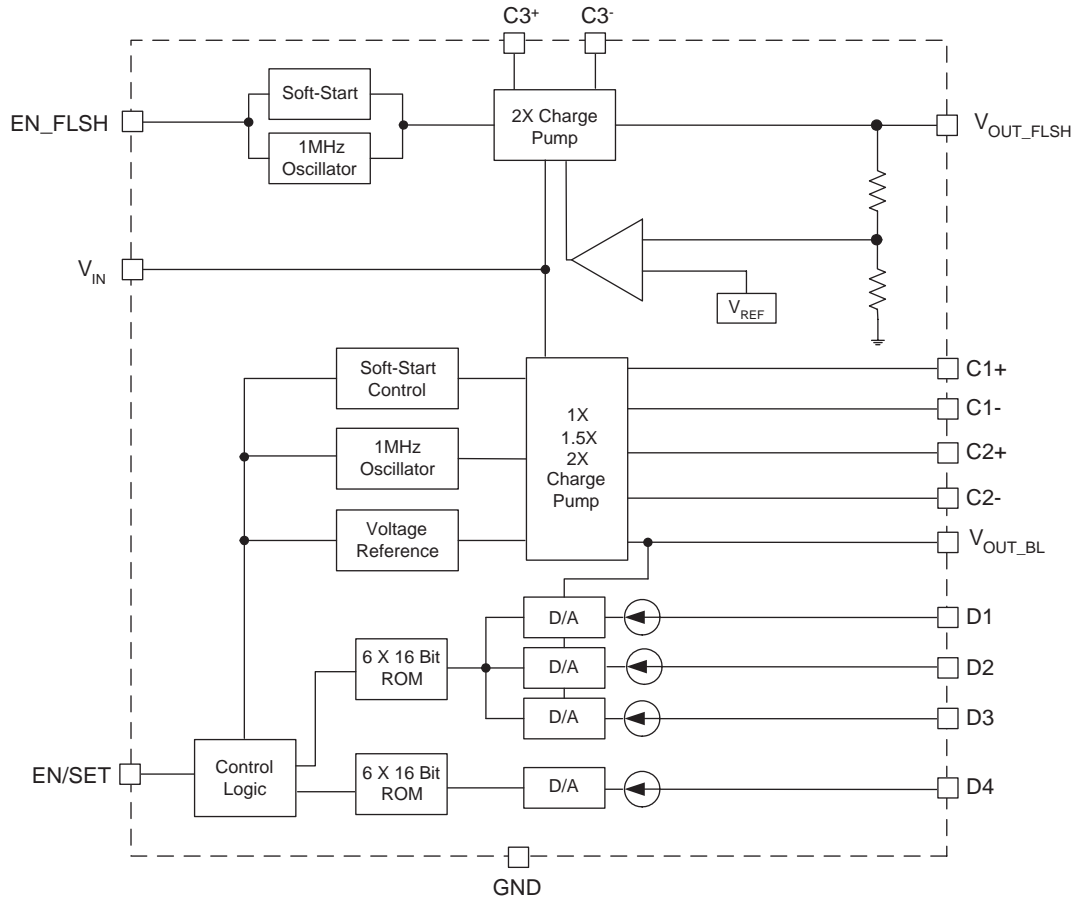 C3+ C3-
Soft-Start
EN_FLSH
1MHz
Oscillator
2X Charge
Pump
VOUT_FLSH
VIN
VREF
Soft-Start
Control
1MHz
Oscillator
Voltage
Reference
1X
1.5X
2X
Charge
Pump
C1+
C1-
C2+
C2-
VOUT_BL
6 X 16 Bit
ROM
D/A
D/A
D/A
D1
D2
D3
EN/SET
Control
Logic
6 X 16 Bit
ROM
D/A
D4
GND